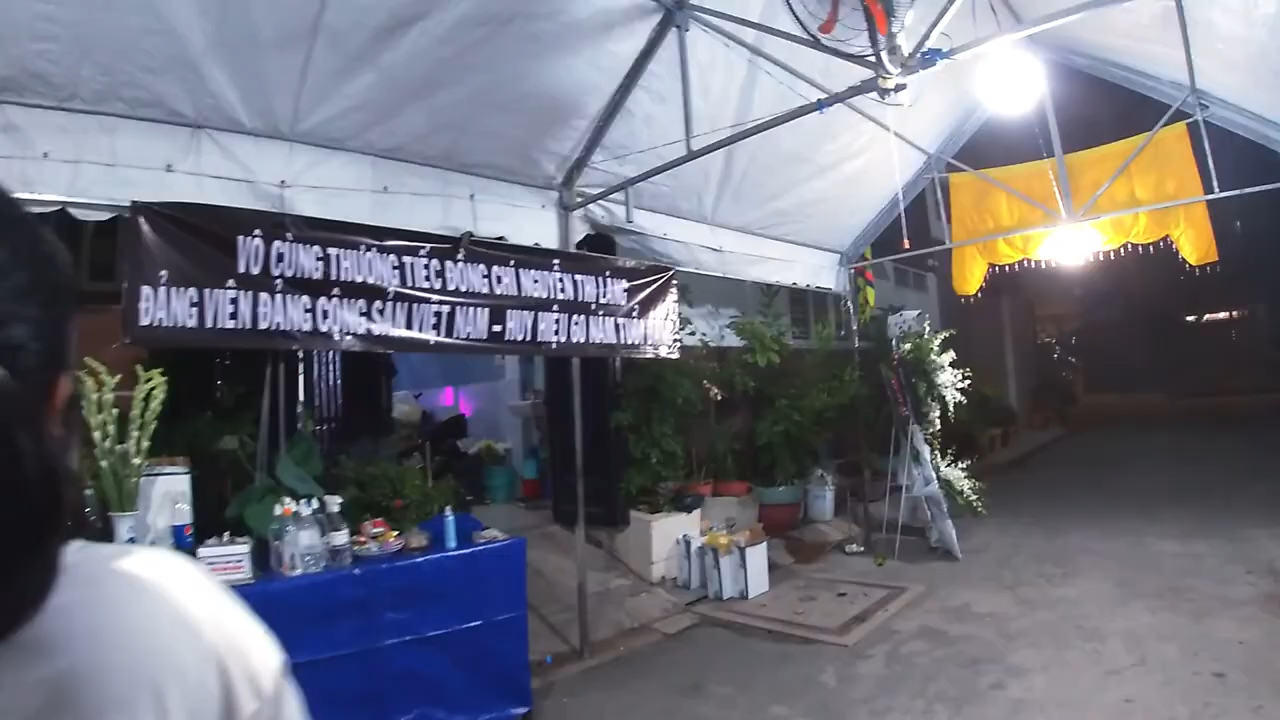 VÔ CÙNG THƯƠNG TIẾC ĐỒNG CHÍ NGUYỄN THỊ LÁNG
ĐẢNG VIÊN ĐẢNG CỘNG SẢN VIỆT NAM – HUY HIỆU 60 NĂM TUỔI